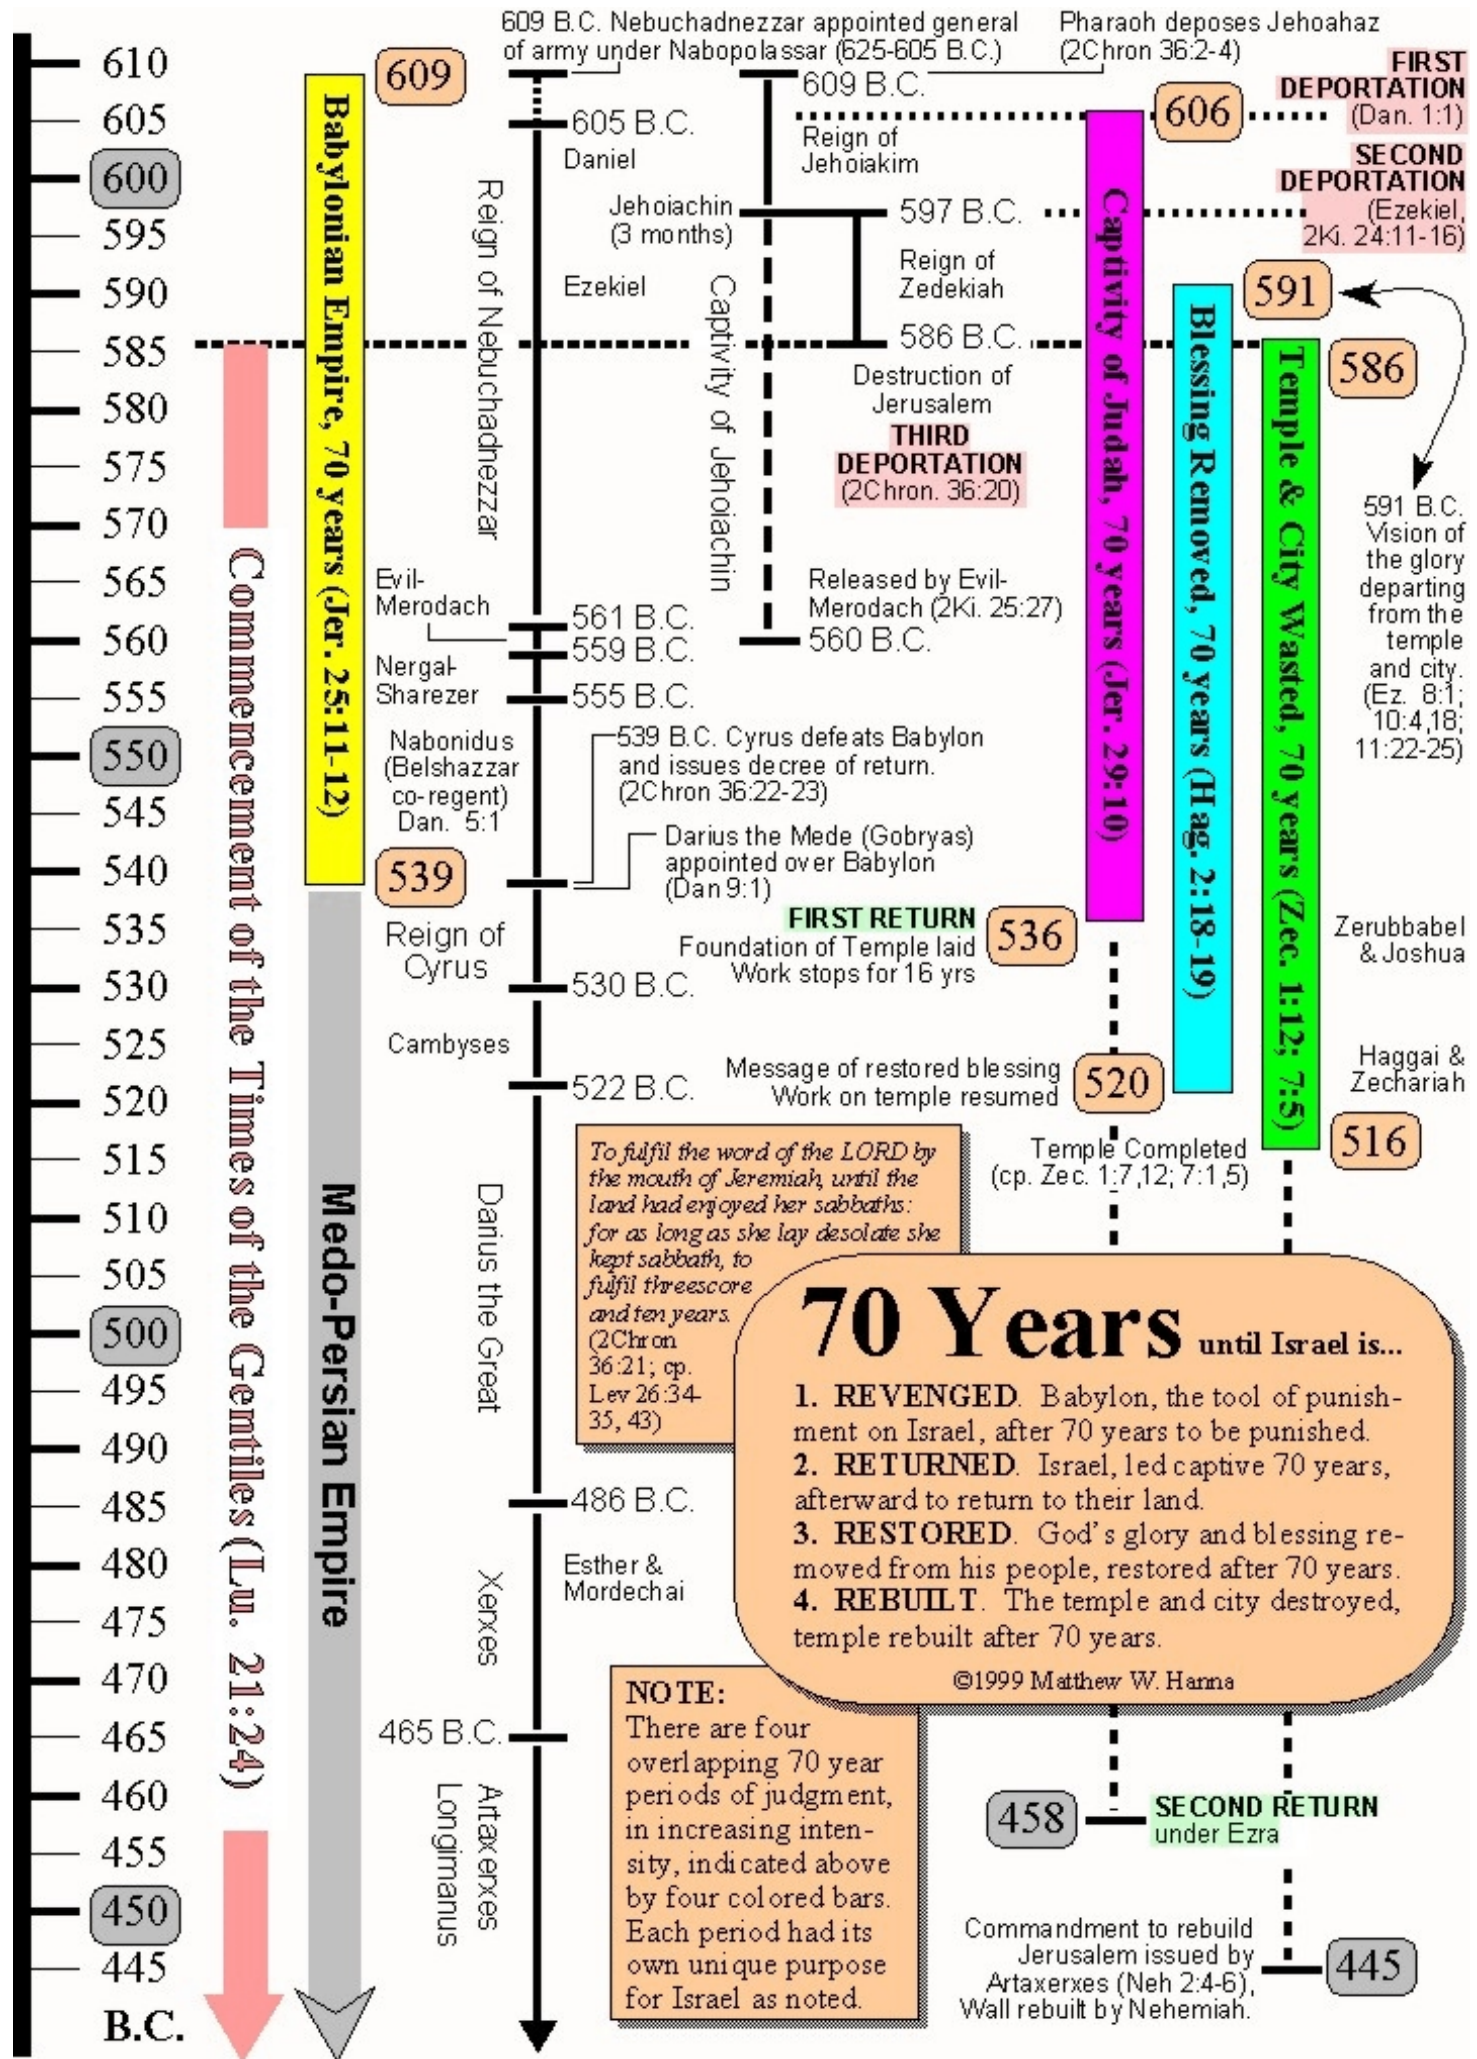 610
605
600
595
590
585
580
575
570
565
560
555
550
545
540
535
530
525
520
515
510
505
500
495
490
485
480
475
470
465
460
455
450
445
B.C.
Commencement of the Times of the Gentiles (Lu. 21:24)
Babylonian Empire, 70 years (Jer. 25:11-12)
609
539
Medo-Persian Empire
609 B.C. Nebuchadnezzar appointed general
of army under Nabopolassar (625-605 B.C.)
605 B.C.
Daniel
Reign of Nebuchadnezzar
Ezekiel
Evil-
Merodach
561 B.C.
559 B.C.
Nergal-
Sharezer
555 B.C.
Nabonidus
(Belshazzar
co-regent)
Dan. 5:1
539 B.C. Cyrus defeats Babylon
and issues decree of return.
(2Chron 36:22-23)
Darius the Mede (Gobryas)
appointed over Babylon
(Dan 9:1)
Reign of
Cyrus
530 B.C.
Cambyses
522 B.C.
Darius the Great
486 B.C.
Esther &
Mordechai
Xerxes
465 B.C.
Artaxerxes
Longimanus
Pharaoh deposes Jehoahaz
(2Chron 36:2-4)
609 B.C.
Reign of
Jehoiakim
Jehoiachin
(3 months)
597 B.C.
Reign of
Zedekiah
586 B.C.
Destruction of
Jerusalem
THIRD
DEPORTATION
(2Chron. 36:20)
Captivity of Jehoiachin
Released by Evil-
Merodach (2Ki. 25:27)
560 B.C.
606
FIRST
DEPORTATION
(Dan. 1:1)
SECOND
DEPORTATION
(Ezekiel,
2Ki. 24:11-16)
Captivity of Judah, 70 years (Jer. 29:10)
591
Blessing Removed, 70 years (Hag. 2:18-19)
586
Temple & City Wasted, 70 years (Zec. 1:12; 7:5)
591 B.C.
Vision of
the glory
departing
from the
temple
and city.
(Ez. 8:1;
10:4,18;
11:22-25)
FIRST RETURN
Foundation of Temple laid
Work stops for 16 yrs
536
Zerubbabel
& Joshua
Message of restored blessing
Work on temple resumed
520
Haggai &
Zechariah
Temple Completed
(cp. Zec. 1:7,12; 7:1,5)
516
To fulfil the word of the LORD by
the mouth of Jeremiah, until the
land had enjoyed her sabbaths:
for as long as she lay desolate she
kept sabbath, to
fulfil threescore
and ten years.
(2Chron
36:21; cp.
Lev 26:34-
35, 43)
70 Years until Israel is...
1. REVENGED. Babylon, the tool of punish-
ment on Israel, after 70 years to be punished.
2. RETURNED. Israel, led captive 70 years,
afterward to return to their land.
3. RESTORED. God's glory and blessing re-
moved from his people, restored after 70 years.
4. REBUILT. The temple and city destroyed,
temple rebuilt after 70 years.
©1999 Matthew W. Hanna
NOTE:
There are four
overlapping 70 year
periods of judgment,
in increasing inten-
sity, indicated above
by four colored bars.
Each period had its
own unique purpose
for Israel as noted.
458
SECOND RETURN
under Ezra
Commandment to rebuild
Jerusalem issued by
Artaxerxes (Neh 2:4-6),
Wall rebuilt by Nehemiah.
445